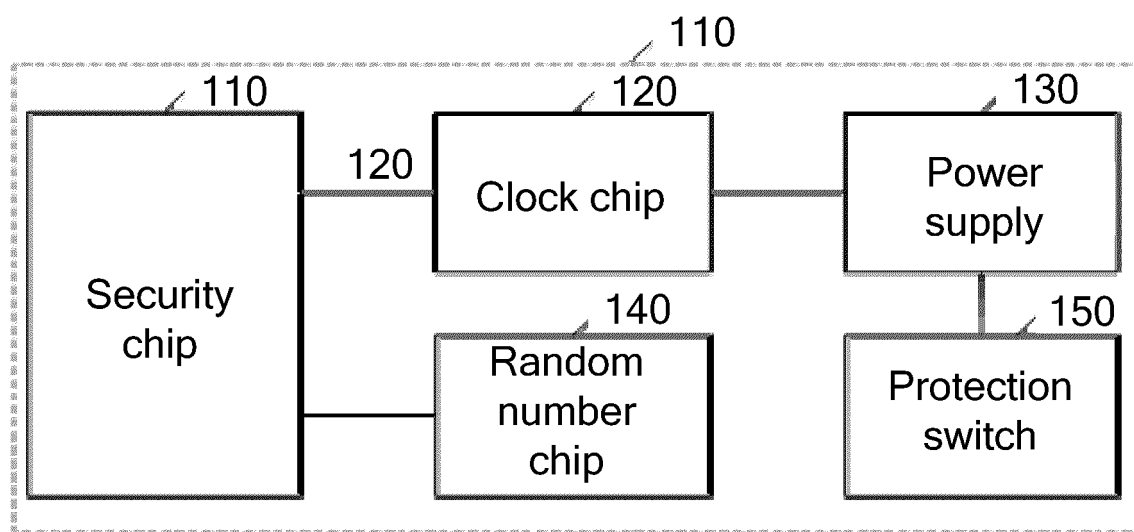 110
110
120
130
120
Clock chip
Power
supply
Security
chip
140
150
Random
number
chip
Protection
switch